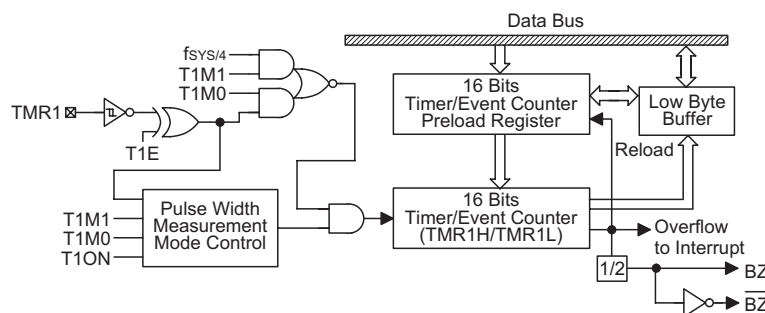 Data Bus
fSYS/4
T1M1
T1M0
TMR1
T1E
16 Bits
Timer/Event Counter
Preload Register
Low Byte
Buffer
Reload
T1M1
T1M0
T1ON
Pulse Width
Measurement
Mode Control
16 Bits
Timer/Event Counter
(TMR1H/TMR1L)
Overflow
to Interrupt
1/2
BZ
BZ